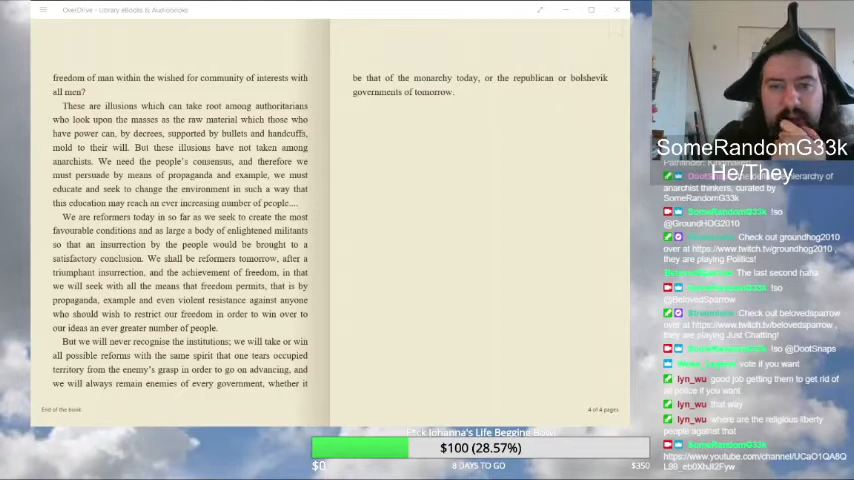 OverDrive - Library eBooks & Audiobooks
freedom of man within the wished for community of interests with
all men?
These are illusions which can take root among authoritarians
who look upon the masses as the raw material which those who
have power can, by decrees, supported by bullets and handcuffs,
mold to their will. But these illusions have not taken among
anarchists. We need the people's consensus, and therefore we
must persuade by means of propaganda and example, we must
educate and seek to change the environment in such a way that
this education may reach an ever increasing number of people....
We are reformers today in so far as we seek to create the most
favourable conditions and as large a body of enlightened militants
so that an insurrection by the people would be brought to a
satisfactory conclusion. We shall be reformers tomorrow, after a
triumphant insurrection, and the achievement of freedom, in that
we will seek with all the means that freedom permits, that is by
propaganda, example and even violent resistance against anyone
who should wish to restrict our freedom in order to win over to
our ideas an ever greater number of people.
But we will never recognise the institutions; we will take or win
all possible reforms with the same spirit that one tears occupied
territory from the enemy's grasp in order to go on advancing, and
we will always remain enemies of every government, whether it
End of the book
be that of the monarchy today, or the republican or bolshevik
governments of tomorrow.
4 of 4 pages
SomeRandomG33k
He/They
hierarchy of
anarchist thinkers, curated by
SomeRandomG33k
SomeRandomG33k !so
@GroundHOG2010
Check out groundhog2010
over at https://www.twitch.tv/groundhog2010 ,
they are playing Politics!
The last second haha
SomeRandomG33k !so
@BelovedSparrow
Check out belovedsparrow
over at https://www.twitch.tv/belovedsparrow ,
they are playing Just Chatting!
SomeRandomG33k !so @DootSnaps
vote if you want
lyn_wu good job getting them to get rid of
all police if you want
lyn_wu that way
lyn_wu where are the religious liberty
people against that
SomeRandomG33k
Life Begging Bowl
$100 (28.57%)
$0
8 DAYS TO GO
$350